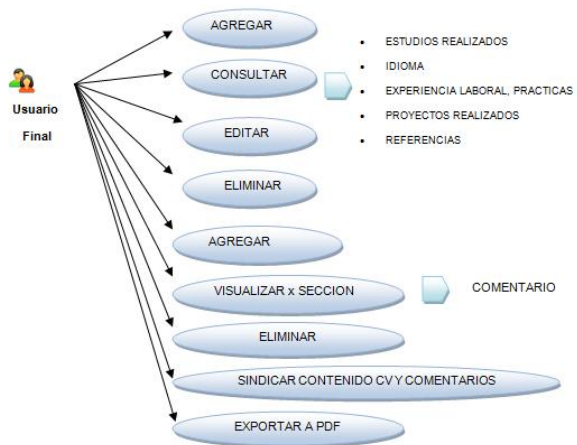 AGREGAR
CONSULTAR
EDITAR
ELIMINAR
Usuario
Final
• ESTUDIOS REALIZADOS
• IDIOMA
• EXPERIENCIA LABORAL, PRACTICAS
• PROYECTOS REALIZADOS
• REFERENCIAS
AGREGAR
VISUALIZAR x SECCION
COMENTARIO
ELIMINAR
SINDICAR CONTENIDO CV Y COMENTARIOS
EXPORTAR A PDF